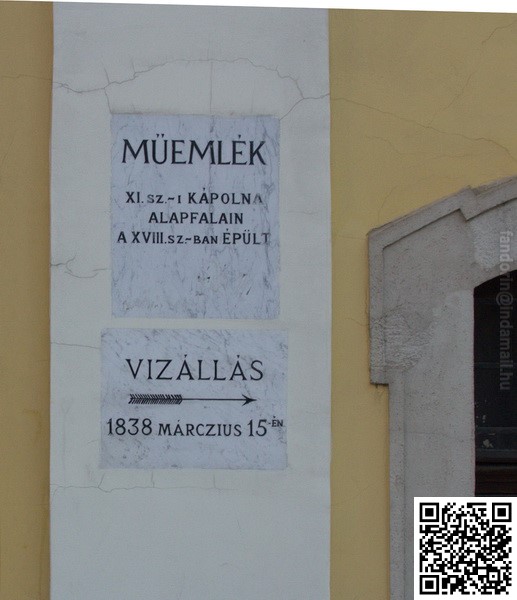 MŰEMLÉK
XI. SZ.-I KÁPOLNA
ALAPFALAIN
A XVIII. SZ.-BAN ÉPÜLT
VIZÁLLÁS
1838 MÁRCZIUS 15-ÉN
fandorin@indamail.hu